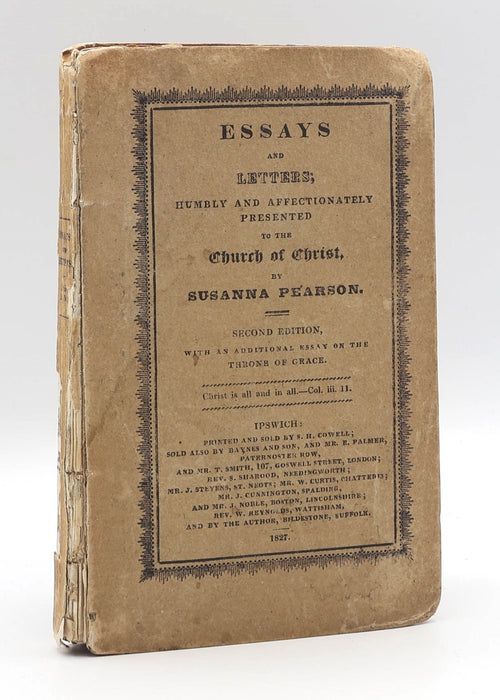 ESSAYS
AND
LETTERS;
HUMBLY AND AFFECTIONATELY
PRESENTED
TO THE
Church of Christ,
BY
SUSANNA PEARSON.
SECOND EDITION,
WITH AN ADDITIONAL ESSAY ON THE
THRONE OF GRACE.
Christ is all and in all.—Col. iii. 11.
IPSWICH:
PRINTED AND SOLD BY S. H. COWELL;
SOLD ALSO BY BAYNES AND SON, AND MR. E. PALMER,
PATERNOSTER ROW,
AND MR. T. SMITH, 107, GOSWELL STREET, LONDON;
REV. S. SHAROOD, NEEDINGWORTH;
MR. J. STEVENS, ST. NEOTS; MR. W. CURTIS, CHATTERIS;
MR. J. CUNNINGTON, SPALDING,
AND MR. J. NOBLE, BOSTON, LINCOLNSHIRE;
REV. W. REYNOLDS, WATTISHAM,
AND BY THE AUTHOR, BILDESTONE, SUFFOLK.
1827.